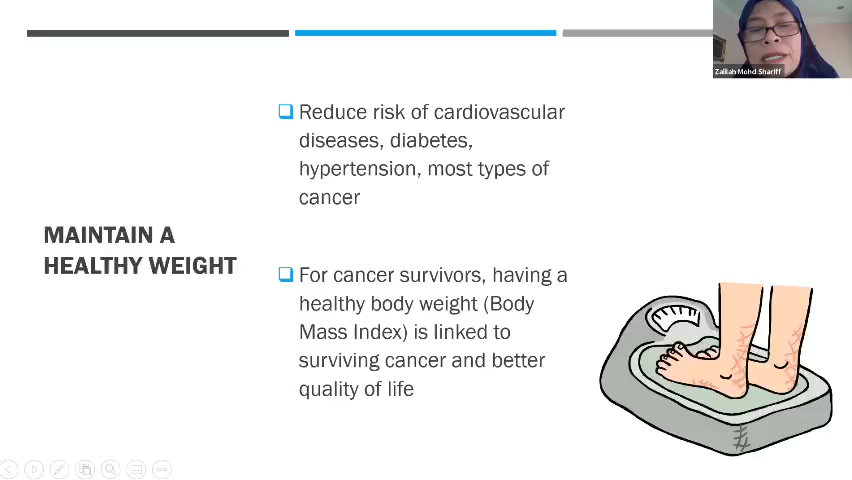 Zalilah Mohd Shariff
Reduce risk of cardiovascular
diseases, diabetes,
hypertension, most types of
cancer
MAINTAIN A
HEALTHY WEIGHT
For cancer survivors, having a
healthy body weight (Body
Mass Index) is linked to
surviving cancer and better
quality of life